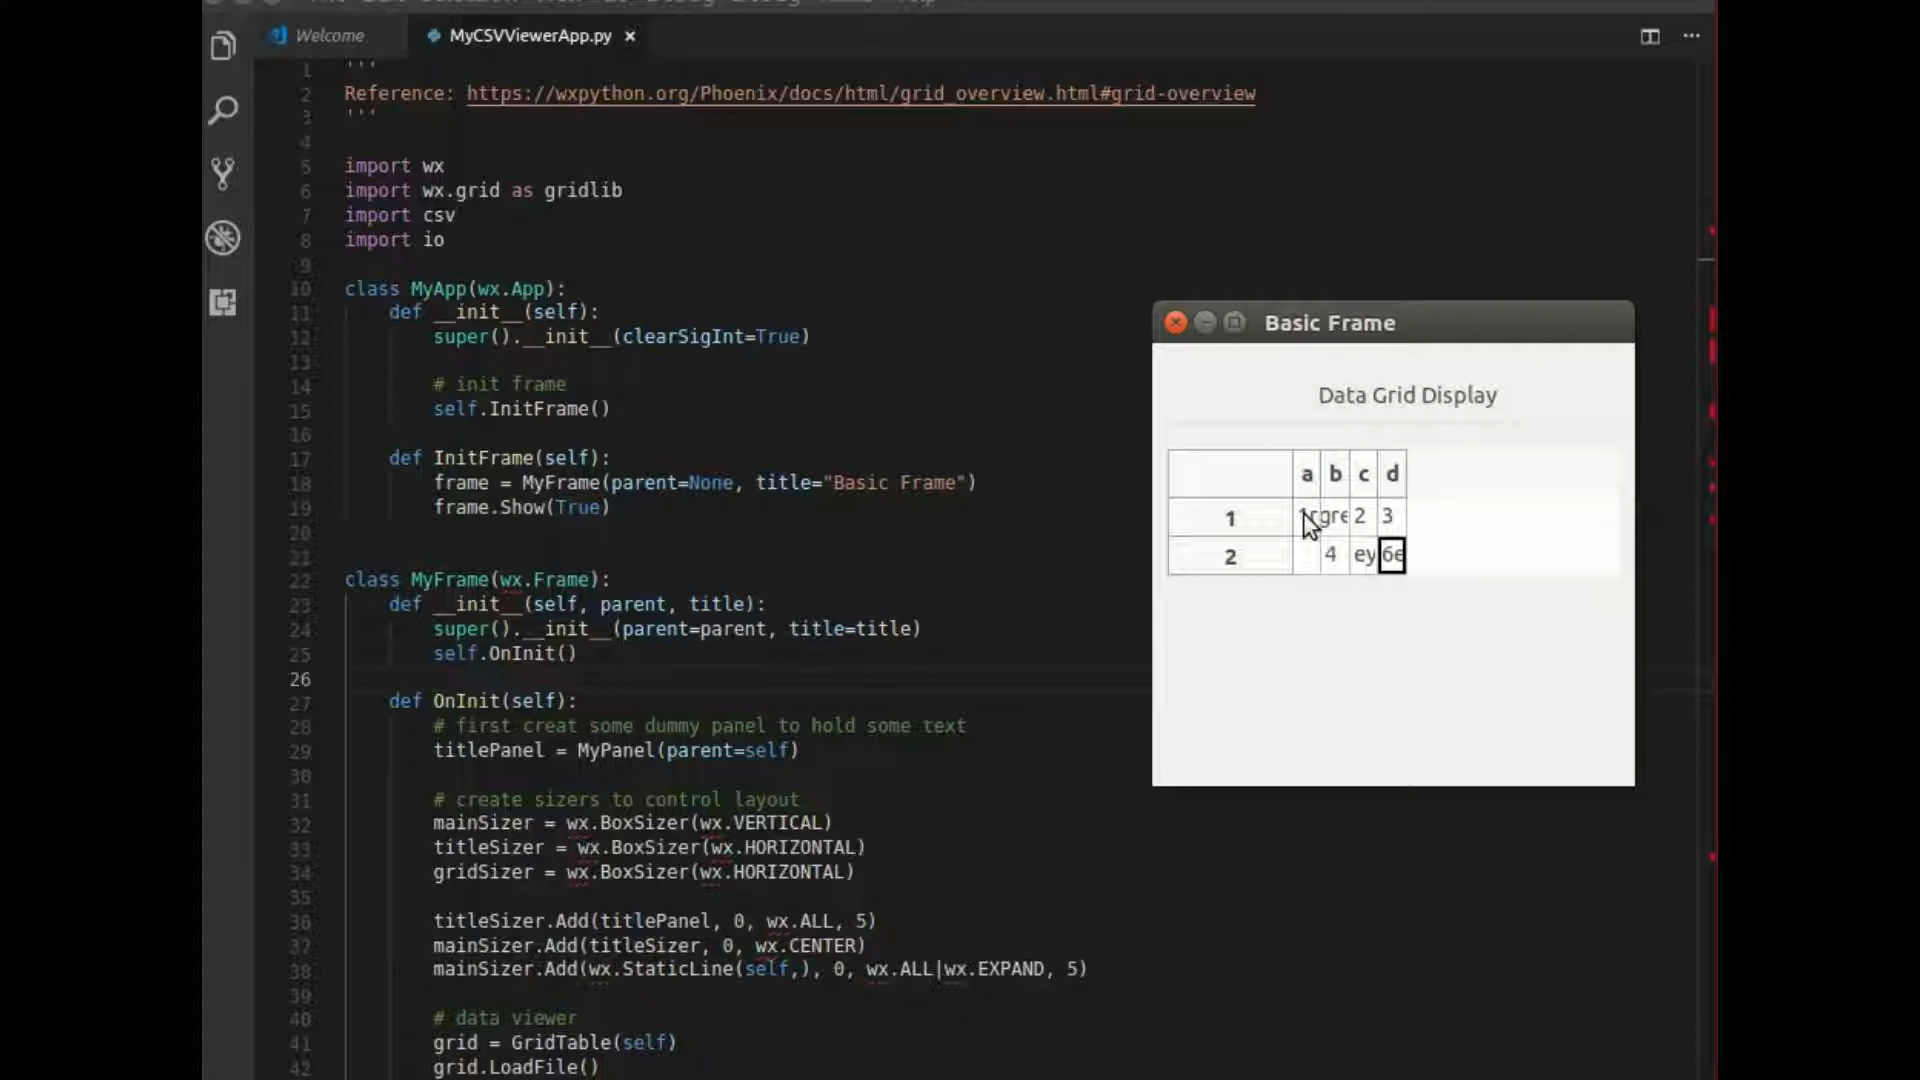 Welcome
MyCSVViewerApp.py
1 '''
2 Reference: https://wxpython.org/Phoenix/docs/html/grid_overview.html#grid-overview
3 '''
4
5 import wx
6 import wx.grid as gridlib
7 import csv
8 import io
9
10 class MyApp(wx.App):
11 def __init__(self):
12 super().__init__(clearSigInt=True)
13
14 # init frame
15 self.InitFrame()
16
17 def InitFrame(self):
18 frame = MyFrame(parent=None, title="Basic Frame")
19 frame.Show(True)
20
21
22 class MyFrame(wx.Frame):
23 def __init__(self, parent, title):
24 super().__init__(parent=parent, title=title)
25 self.OnInit()
26
27 def OnInit(self):
28 # first creat some dummy panel to hold some text
29 titlePanel = MyPanel(parent=self)
30
31 # create sizers to control layout
32 mainSizer = wx.BoxSizer(wx.VERTICAL)
33 titleSizer = wx.BoxSizer(wx.HORIZONTAL)
34 gridSizer = wx.BoxSizer(wx.HORIZONTAL)
35
36 titleSizer.Add(titlePanel, 0, wx.ALL, 5)
37 mainSizer.Add(titleSizer, 0, wx.CENTER)
38 mainSizer.Add(wx.StaticLine(self,), 0, wx.ALL|wx.EXPAND, 5)
39
40 # data viewer
41 grid = GridTable(self)
42 grid.LoadFile()
Basic Frame
Data Grid Display
a b c d
1 2 3
2 4 ey 6e